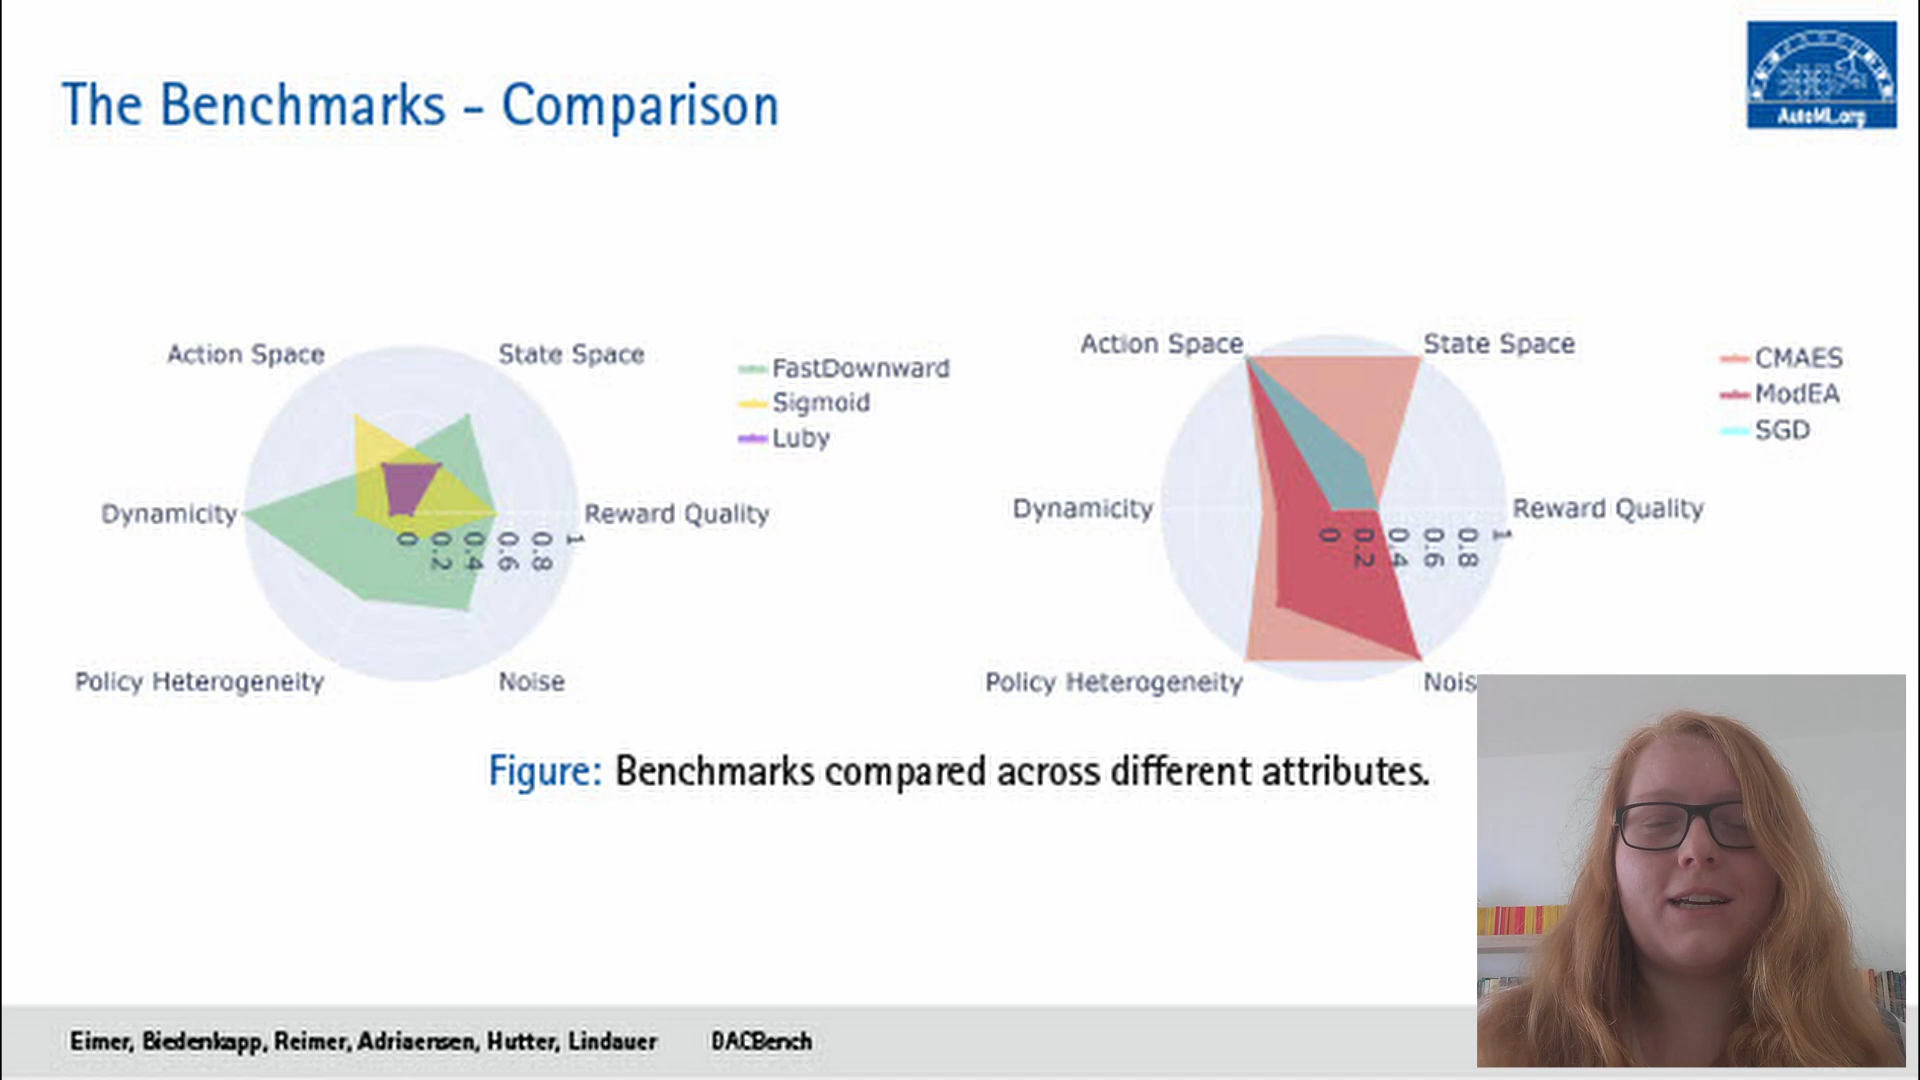 The Benchmarks - Comparison
AutoML.org
Action Space
State Space
FastDownward
Sigmoid
Luby
Dynamicity
Reward Quality
0
0.2
0.4
0.6
0.8
1
Policy Heterogeneity
Noise
Action Space
State Space
CMAES
ModEA
SGD
Dynamicity
Reward Quality
0
0.2
0.4
0.6
0.8
1
Policy Heterogeneity
Nois
Figure: Benchmarks compared across different attributes.
Eimer, Biedenkapp, Reimer, Adriaensen, Hutter, Lindauer
DACBench